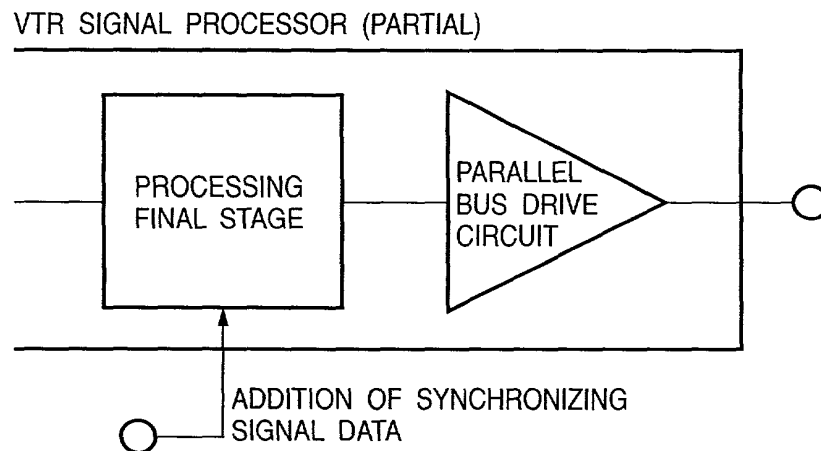 VTR SIGNAL PROCESSOR (PARTIAL)
PROCESSING
FINAL STAGE
PARALLEL
BUS DRIVE
CIRCUIT
ADDITION OF SYNCHRONIZING
SIGNAL DATA